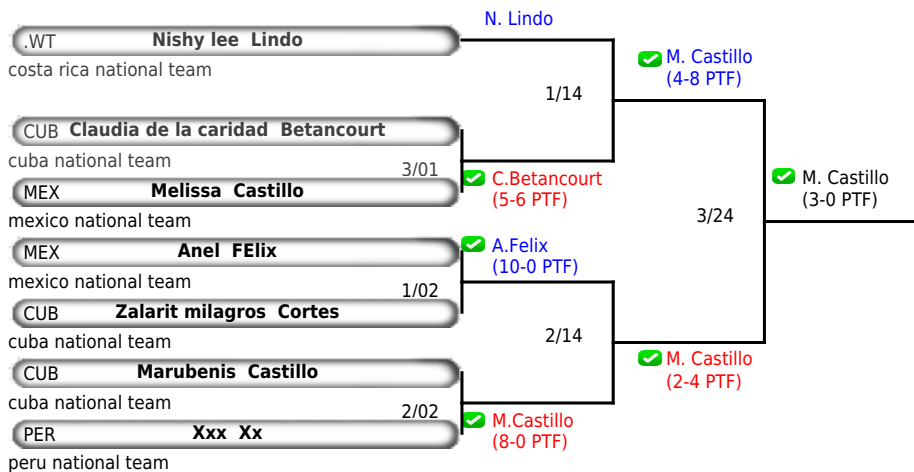 N. Lindo
.WT Nishy lee Lindo
costa rica national team
M. Castillo
(4-8 PTF)
1/14
CUB Claudia de la caridad Betancourt
cuba national team
3/01
C.Betancourt
(5-6 PTF)
MEX Melissa Castillo
mexico national team
M. Castillo
(3-0 PTF)
3/24
MEX Anel FElix
mexico national team
A.Felix
(10-0 PTF)
1/02
CUB Zalarit milagros Cortes
cuba national team
2/14
M. Castillo
(2-4 PTF)
CUB Marubenis Castillo
cuba national team
2/02
M.Castillo
(8-0 PTF)
PER Xxx Xx
peru national team